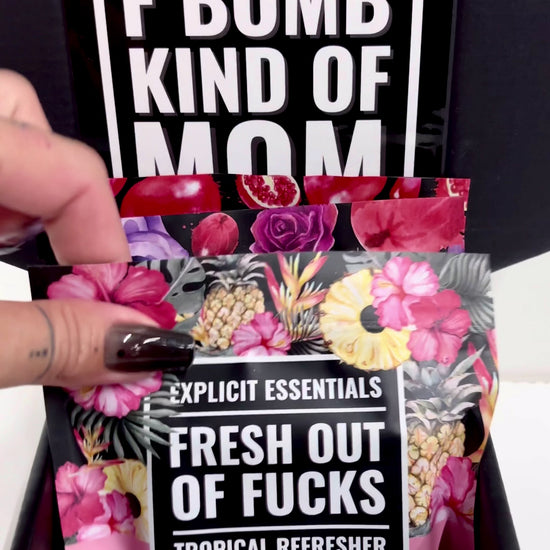 F BOMB
KIND OF
MOM
EXPLICIT ESSENTIALS
FRESH OUT
OF FUCKS
TROPICAL REFRESHER